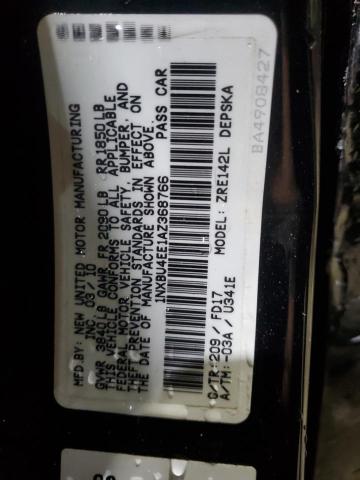 MFD.BY: NEW UNITED MOTOR MANUFACTURING
INC. 03/10
GVWR 3840LB GAWR FR 2090LB RR1850LB
THIS VEHICLE CONFORMS TO ALL APPLICABLE
FEDERAL MOTOR VEHICLE SAFETY, BUMPER, AND
THEFT PREVENTION STANDARDS IN EFFECT ON
THE DATE OF MANUFACTURE SHOWN ABOVE.
1NXBU4EE1AZ368766 PASS CAR
ZRE142L DEPSKA
C/TR:209/ FD17
A/TM:-03A/ U341E
BA4908427